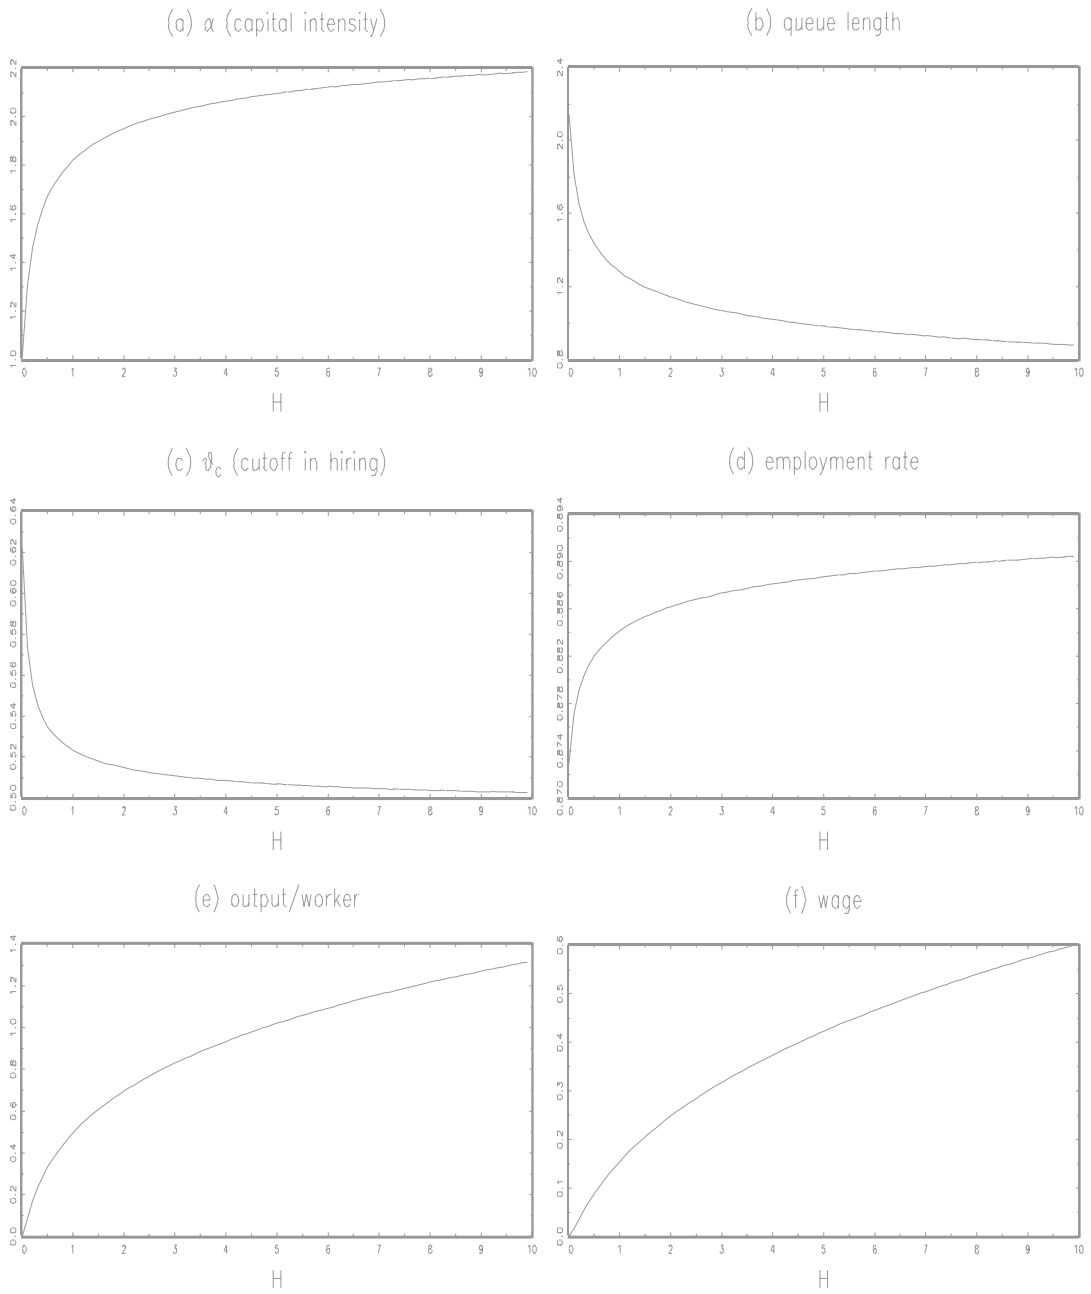 (a) α (capital intensity)
2.2
2.0
1.8
1.6
1.4
1.2
1.0
0 1 2 3 4 5 6 7 8 9 10
H
(b) queue length
2.4
2.0
1.6
1.2
0.8
0 1 2 3 4 5 6 7 8 9 10
H
(c) ϑc (cutoff in hiring)
0.64
0.62
0.60
0.58
0.56
0.54
0.52
0.50
0 1 2 3 4 5 6 7 8 9 10
H
(d) employment rate
0.894
0.890
0.886
0.882
0.878
0.874
0.870
0 1 2 3 4 5 6 7 8 9 10
H
(e) output/worker
1.4
1.2
1.0
0.8
0.6
0.4
0.2
0.0
0 1 2 3 4 5 6 7 8 9 10
H
(f) wage
0.6
0.5
0.4
0.3
0.2
0.1
0.0
0 1 2 3 4 5 6 7 8 9 10
H